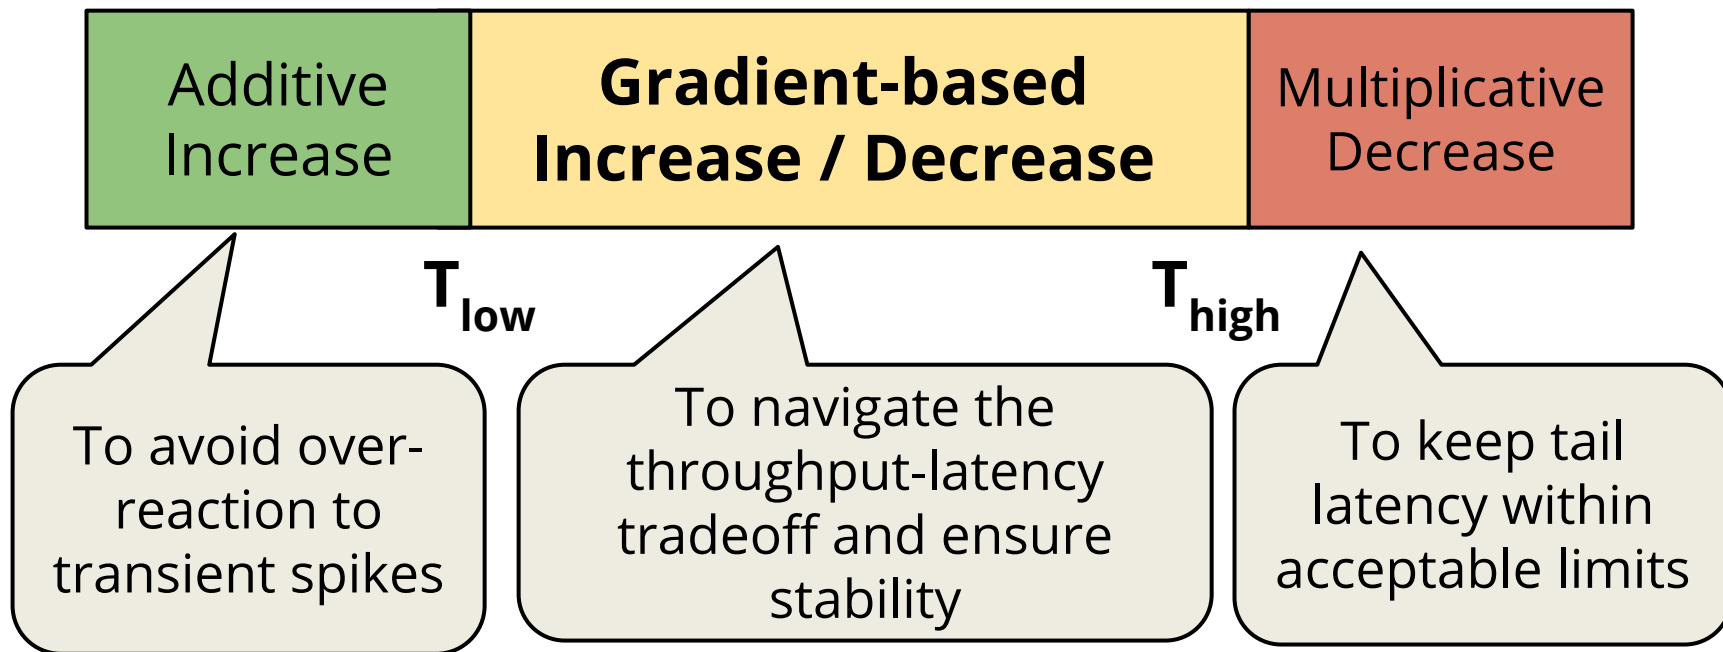 Additive
Increase
Gradient-based
Increase / Decrease
Multiplicative
Decrease
T low
T high
To avoid over-
reaction to
transient spikes
To navigate the
throughput-latency
tradeoff and ensure
stability
To keep tail
latency within
acceptable limits